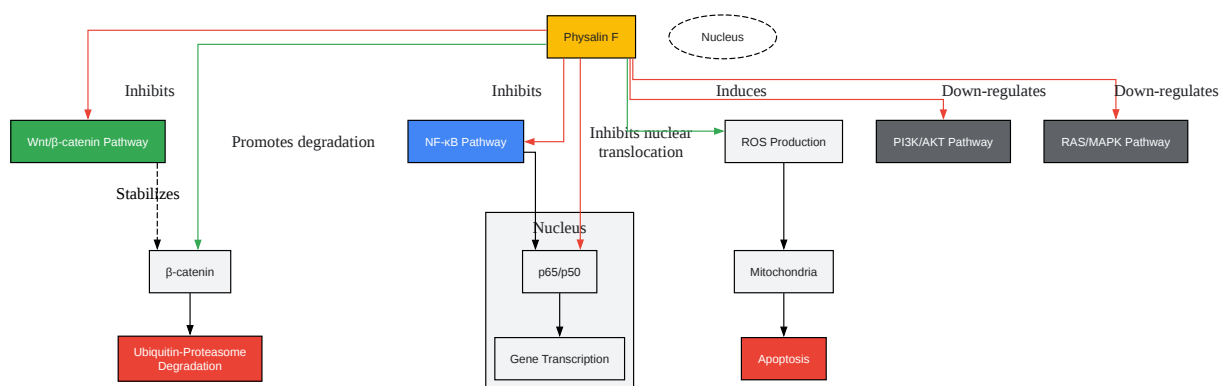 Physalin F
Nucleus
Inhibits
Inhibits
Induces
Down-regulates
Down-regulates
Wnt/β-catenin Pathway
Promotes degradation
NF-κB Pathway
Inhibits nuclear
translocation
ROS Production
PI3K/AKT Pathway
RAS/MAPK Pathway
Stabilizes
Nucleus
β-catenin
p65/p50
Mitochondria
Ubiquitin-Proteasome
Degradation
Gene Transcription
Apoptosis